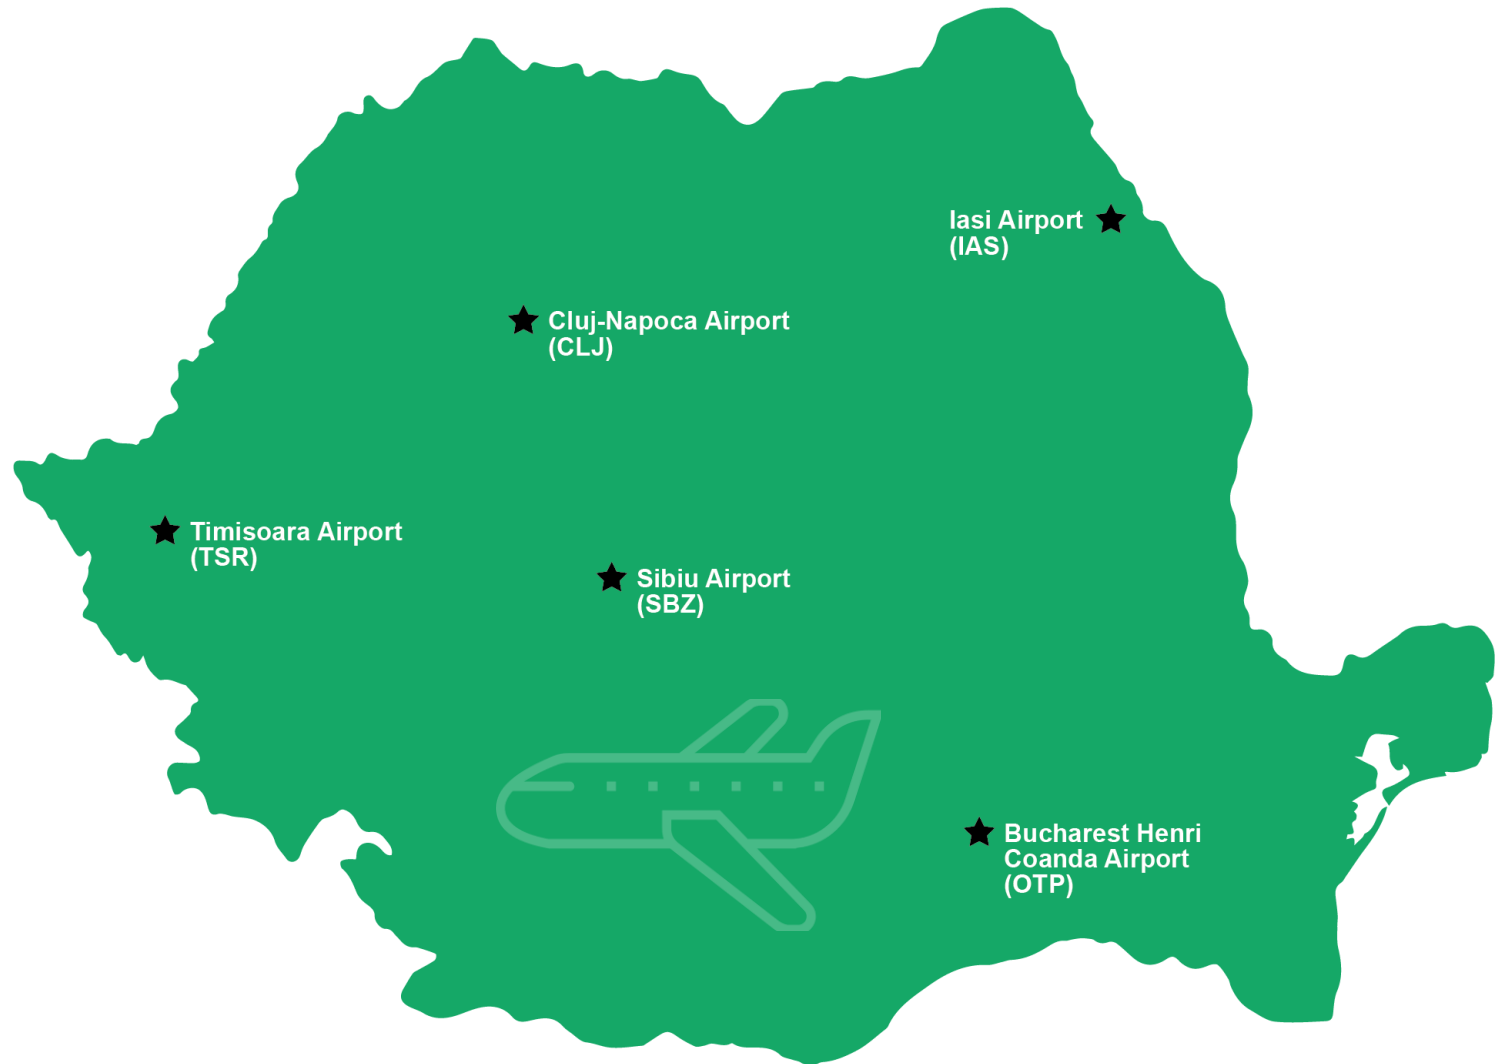 Iasi Airport
(IAS)
Cluj-Napoca Airport
(CLJ)
Timisoara Airport
(TSR)
Sibiu Airport
(SBZ)
Bucharest Henri
Coanda Airport
(OTP)